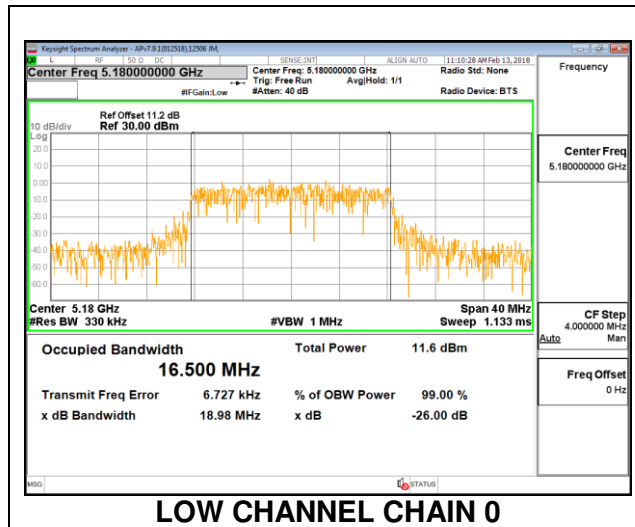 Keysight Spectrum Analyzer - APv7.9.1(012518),12506 JM,
L RF 50 Ω DC SENSE:INT ALIGN AUTO 11:10:28 AM Feb 13, 2018
Center Freq 5.180000000 GHz Center Freq: 5.180000000 GHz Radio Std: None Frequency
Trig: Free Run Avg|Hold: 1/1
#IFGain:Low #Atten: 40 dB Radio Device: BTS
Ref Offset 11.2 dB
10 dB/div Ref 30.00 dBm
Log
20.0
10.0
0.00
-10.0
-20.0
-30.0
-40.0
-50.0
-60.0
Center Freq
5.180000000 GHz
Center 5.18 GHz Span 40 MHz
#Res BW 330 kHz #VBW 1 MHz Sweep 1.133 ms
CF Step
4.000000 MHz
Auto Man
Occupied Bandwidth Total Power 11.6 dBm
16.500 MHz
Transmit Freq Error 6.727 kHz % of OBW Power 99.00 %
x dB Bandwidth 18.98 MHz x dB -26.00 dB
Freq Offset
0 Hz
MSG STATUS
LOW CHANNEL CHAIN 0